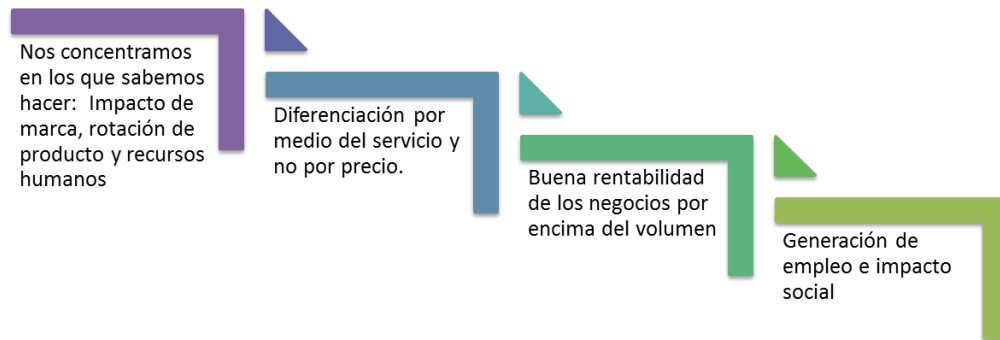 Nos concentramos
en los que sabemos
hacer: Impacto de
marca, rotación de
producto y recursos
humanos
Diferenciación por
medio del servicio y
no por precio.
Buena rentabilidad
de los negocios por
encima del volumen
Generación de
empleo e impacto
social